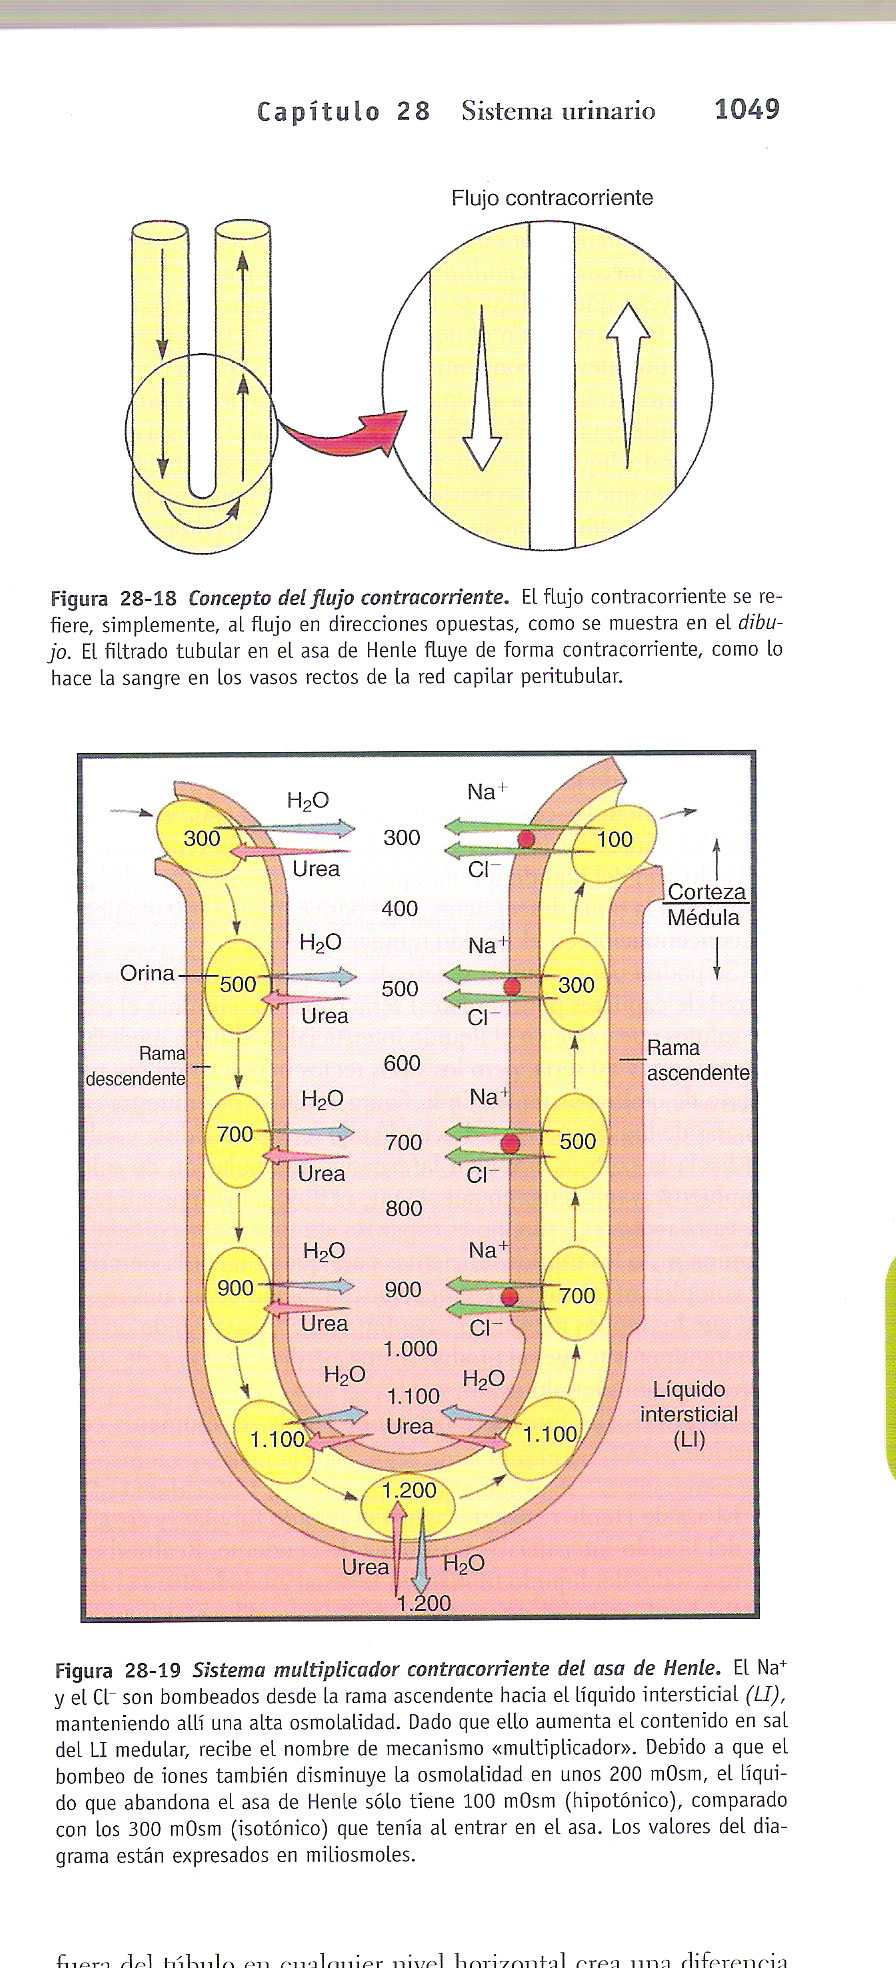 Capítulo 28 Sistema urinario 1049
Flujo contracorriente
Figura 28-18 Concepto del flujo contracorriente. El flujo contracorriente se re-
fiere, simplemente, al flujo en direcciones opuestas, como se muestra en el dibu-
jo. El filtrado tubular en el asa de Henle fluye de forma contracorriente, como lo
hace la sangre en los vasos rectos de la red capilar peritubular.
H₂O Na⁺
300 300 100
Urea Cl⁻
Corteza
400
Médula
H₂O Na⁺
Orina 500 500 300
Urea Cl⁻
Rama
descendente
600
Rama
ascendente
H₂O Na⁺
700 700 500
Urea Cl⁻
800
H₂O Na⁺
900 900 700
Urea Cl⁻
1.000
H₂O 1.100 H₂O
Líquido
intersticial
(LI)
1.100 Urea 1.100
1.200
Urea H₂O
1.200
Figura 28-19 Sistema multiplicador contracorriente del asa de Henle. El Na⁺
y el Cl⁻ son bombeados desde la rama ascendente hacia el líquido intersticial (LI),
manteniendo allí una alta osmolalidad. Dado que ello aumenta el contenido en sal
del LI medular, recibe el nombre de mecanismo «multiplicador». Debido a que el
bombeo de iones también disminuye la osmolalidad en unos 200 mOsm, el líqui-
do que abandona el asa de Henle sólo tiene 100 mOsm (hipotónico), comparado
con los 300 mOsm (isotónico) que tenía al entrar en el asa. Los valores del dia-
grama están expresados en miliosmoles.
fuera del túbulo en cualquier nivel horizontal crea una diferencia